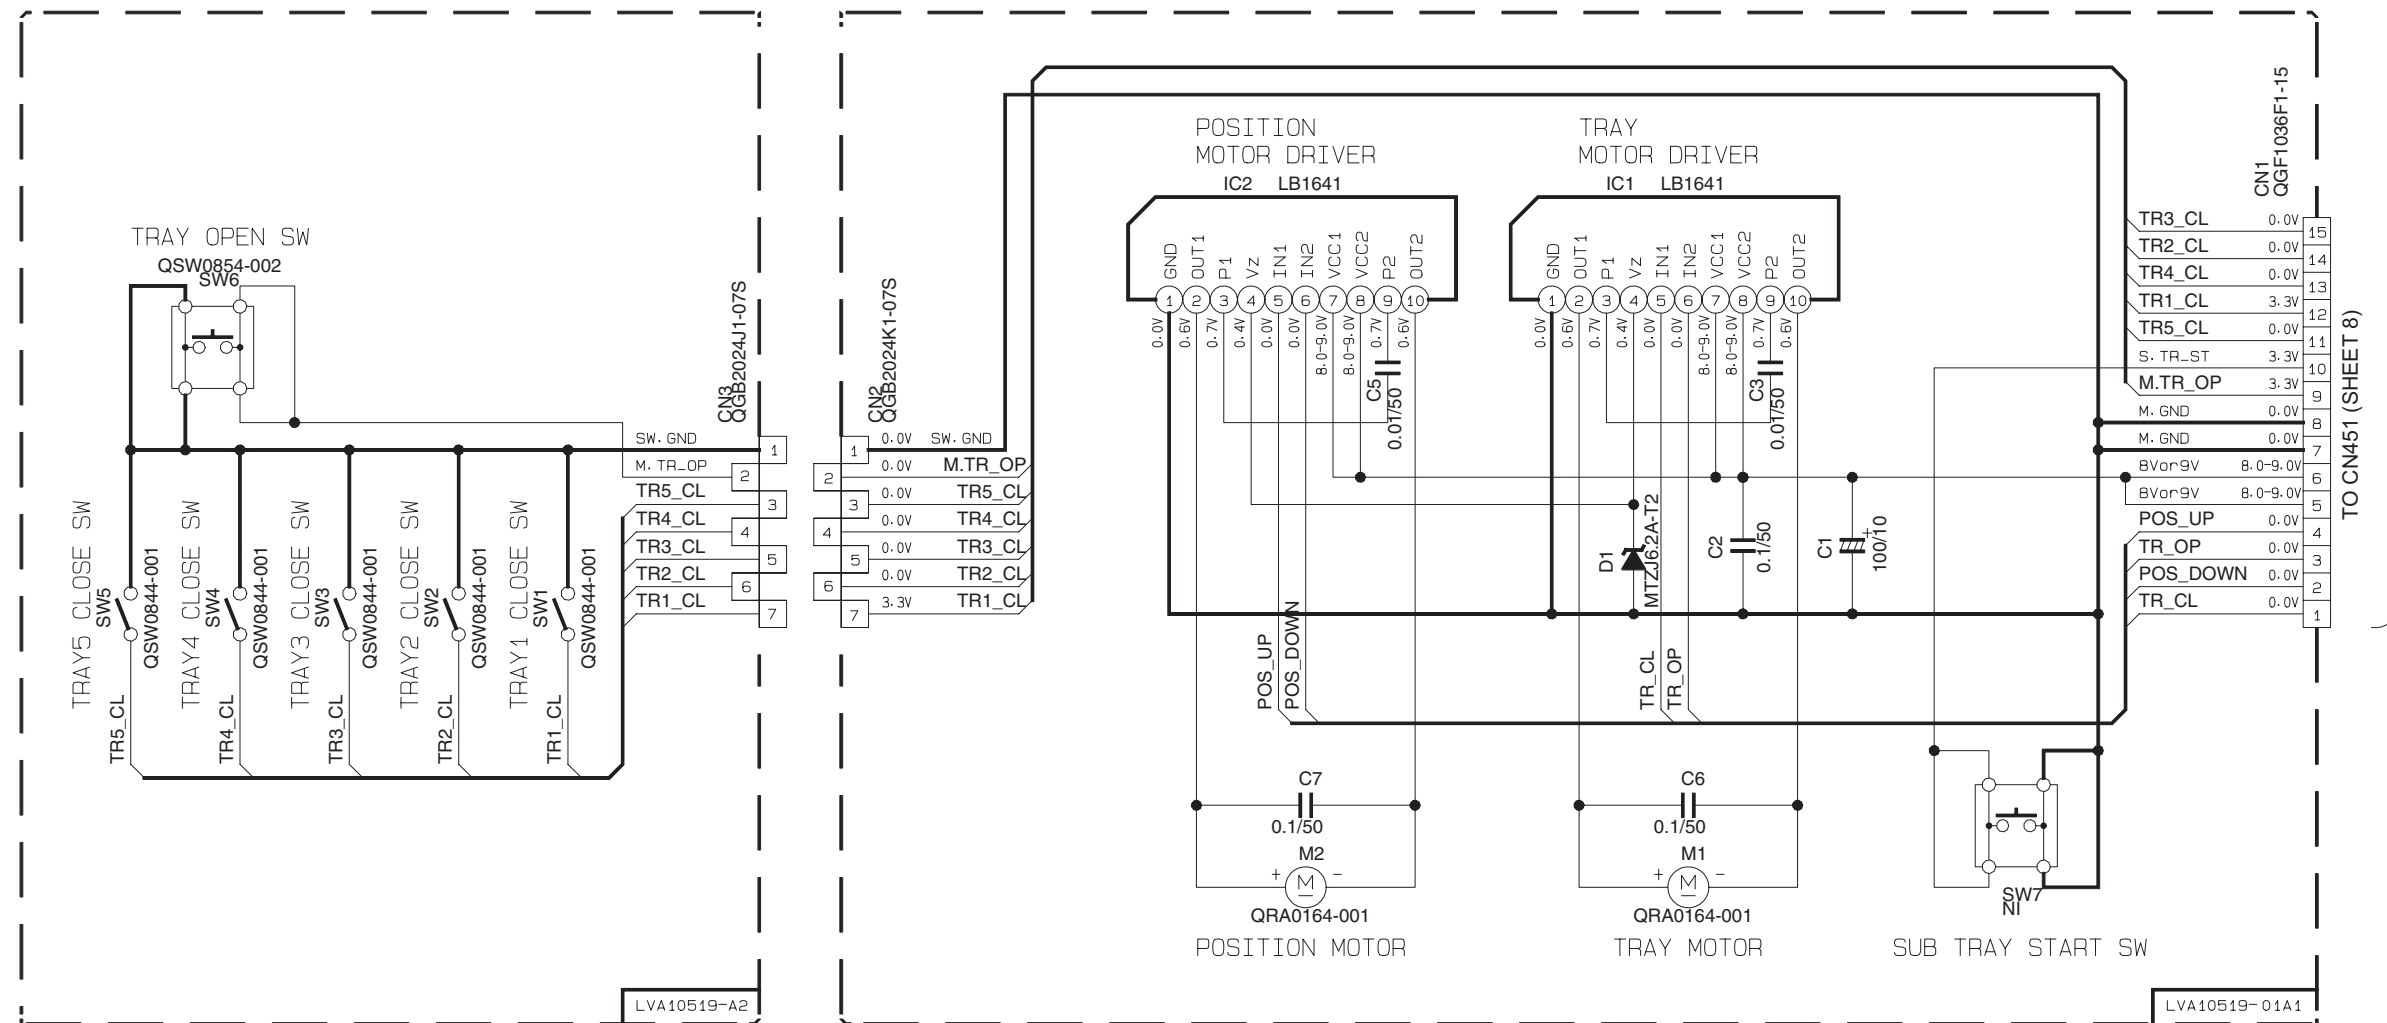 TRAY OPEN SW
QSW0854-002
SW6
CN3
QGB2024J1-07S
SW. GND
1
M. TR_OP
2
TR5_CL
3
TR4_CL
4
TR3_CL
5
TR2_CL
6
TR1_CL
7
TRAY5 CLOSE SW
SW5
QSW0844-001
TR5_CL
TRAY4 CLOSE SW
SW4
QSW0844-001
TR4_CL
TRAY3 CLOSE SW
SW3
QSW0844-001
TR3_CL
TRAY2 CLOSE SW
SW2
QSW0844-001
TR2_CL
TRAY1 CLOSE SW
SW1
QSW0844-001
TR1_CL
LVA10519-A2
CN2
QGB2024K1-07S
1 0.0V SW. GND
2 0.0V M.TR_OP
3 0.0V TR5_CL
4 0.0V TR4_CL
5 0.0V TR3_CL
6 0.0V TR2_CL
7 3.3V TR1_CL
POSITION
MOTOR DRIVER
IC2 LB1641
GND OUT1 P1 Vz IN1 IN2 VCC1 VCC2 P2 OUT2
1 2 3 4 5 6 7 8 9 10
0.0V 0.6V 0.7V 0.4V 0.0V 0.0V 8.0-9.0V 8.0-9.0V 0.7V 0.6V
C5
0.01/50
TRAY
MOTOR DRIVER
IC1 LB1641
GND OUT1 P1 Vz IN1 IN2 VCC1 VCC2 P2 OUT2
1 2 3 4 5 6 7 8 9 10
0.0V 0.6V 0.7V 0.4V 0.0V 0.0V 8.0-9.0V 8.0-9.0V 0.7V 0.6V
C3
0.01/50
D1
MTZJ6.2A-T2
C2
0.1/50
C1
+
100/10
POS_UP
POS_DOWN
TR_CL
TR_OP
C7
0.1/50
M2
+ M -
QRA0164-001
POSITION MOTOR
C6
0.1/50
M1
+ M -
QRA0164-001
TRAY MOTOR
SW7
NI
SUB TRAY START SW
CN1
QGF1036F1-15
TR3_CL 0.0V 15
TR2_CL 0.0V 14
TR4_CL 0.0V 13
TR1_CL 3.3V 12
TR5_CL 0.0V 11
S. TR_ST 3.3V 10
M.TR_OP 3.3V 9
M. GND 0.0V 8
M. GND 0.0V 7
8Vor9V 8.0-9.0V 6
8Vor9V 8.0-9.0V 5
POS_UP 0.0V 4
TR_OP 0.0V 3
POS_DOWN 0.0V 2
TR_CL 0.0V 1
TO CN451 (SHEET 8)
LVA10519-01A1